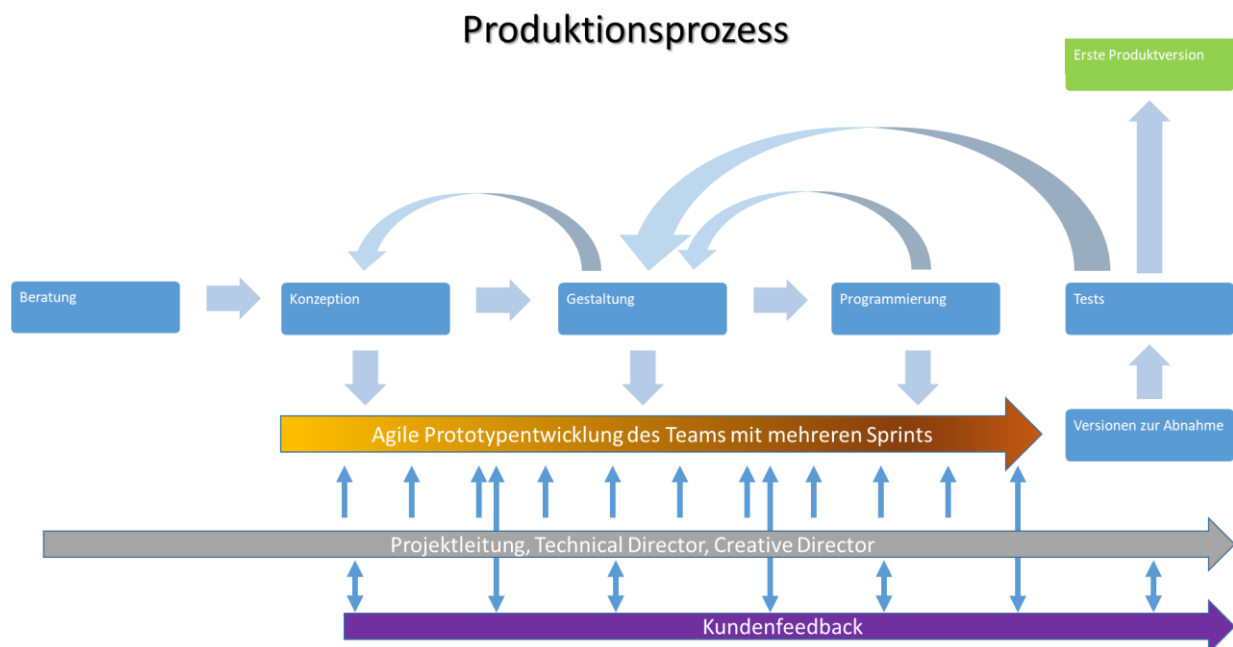 Produktionsprozess
Erste Produktversion
Beratung
Konzeption
Gestaltung
Programmierung
Tests
Agile Prototypentwicklung des Teams mit mehreren Sprints
Versionen zur Abnahme
Projektleitung, Technical Director, Creative Director
Kundenfeedback